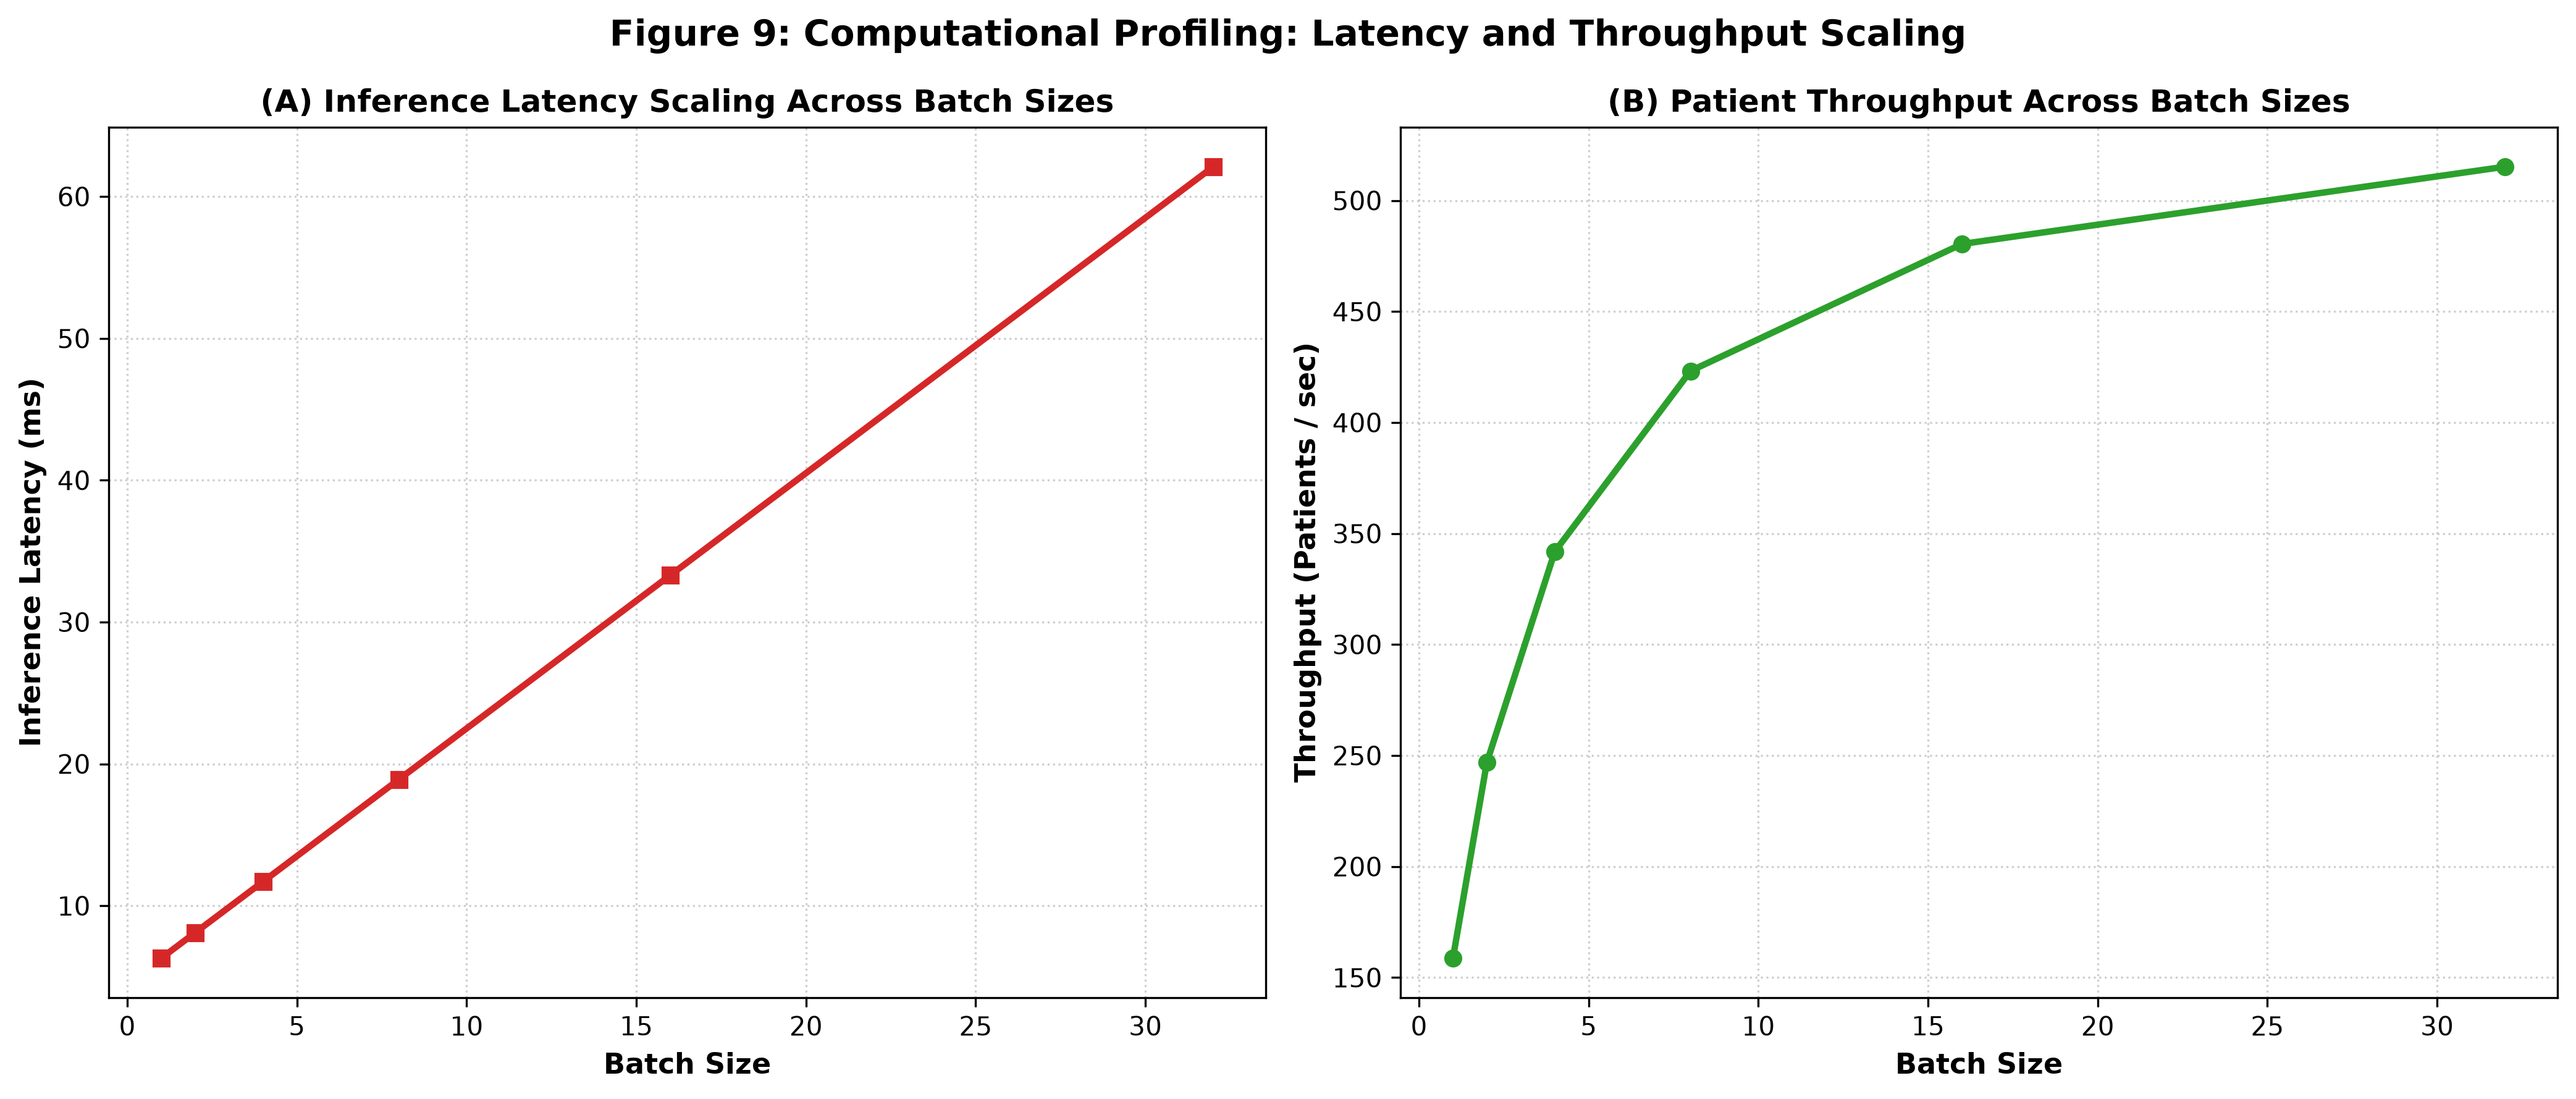 Figure 9: Computational Profiling: Latency and Throughput Scaling
(A) Inference Latency Scaling Across Batch Sizes
Inference Latency (ms)
60
50
40
30
20
10
0 5 10 15 20 25 30
Batch Size
(B) Patient Throughput Across Batch Sizes
Throughput (Patients / sec)
500
450
400
350
300
250
200
150
0 5 10 15 20 25 30
Batch Size